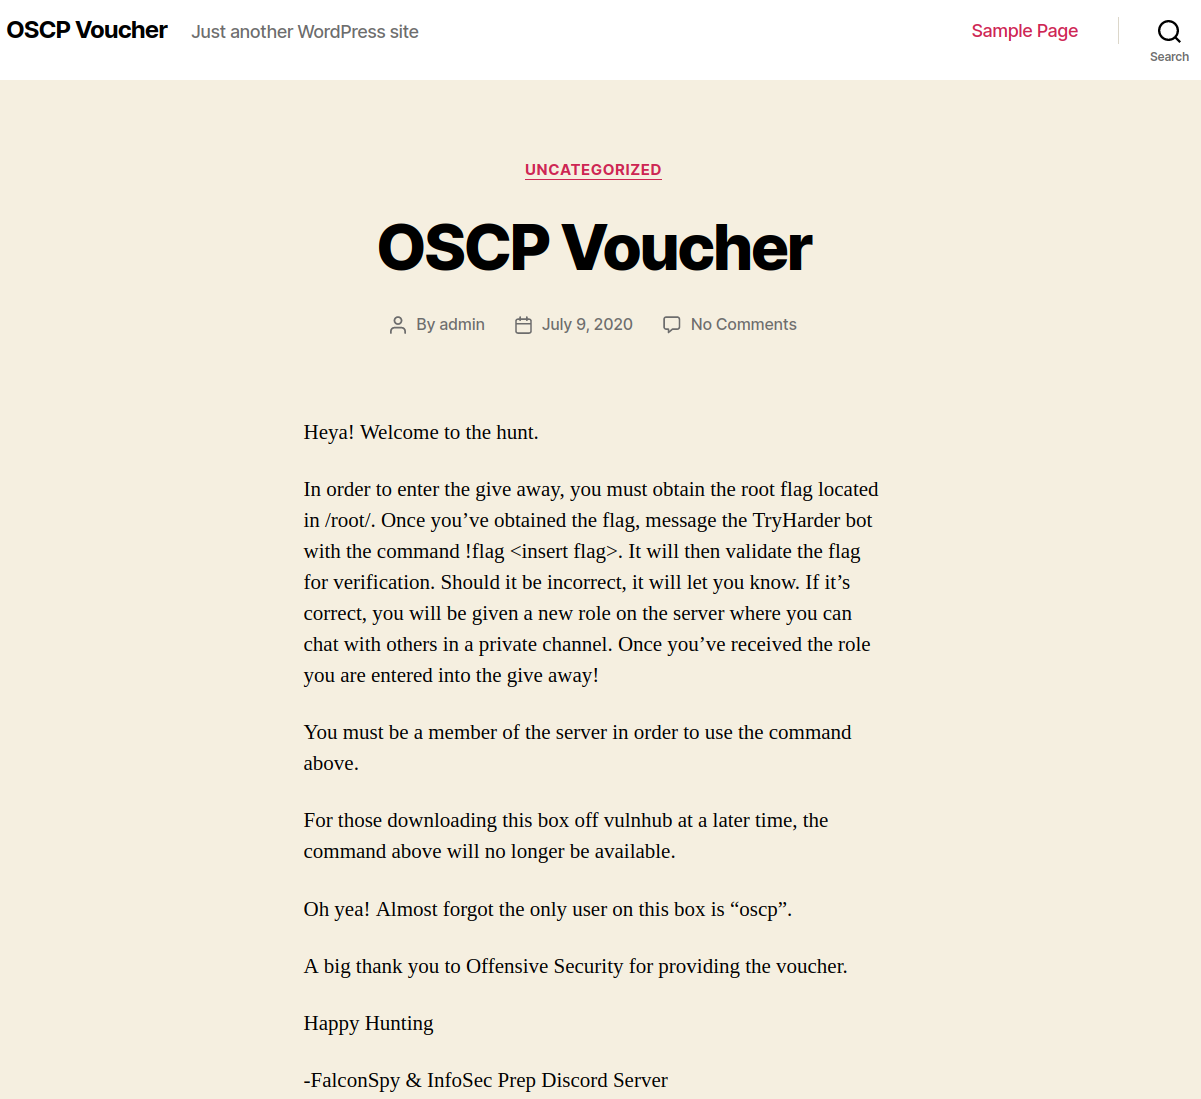 OSCP Voucher Just another WordPress site Sample Page
Search
UNCATEGORIZED
OSCP Voucher
By admin July 9, 2020 No Comments
Heya! Welcome to the hunt.
In order to enter the give away, you must obtain the root flag located
in /root/. Once you’ve obtained the flag, message the TryHarder bot
with the command !flag <insert flag>. It will then validate the flag
for verification. Should it be incorrect, it will let you know. If it’s
correct, you will be given a new role on the server where you can
chat with others in a private channel. Once you’ve received the role
you are entered into the give away!
You must be a member of the server in order to use the command
above.
For those downloading this box off vulnhub at a later time, the
command above will no longer be available.
Oh yea! Almost forgot the only user on this box is “oscp”.
A big thank you to Offensive Security for providing the voucher.
Happy Hunting
-FalconSpy & InfoSec Prep Discord Server